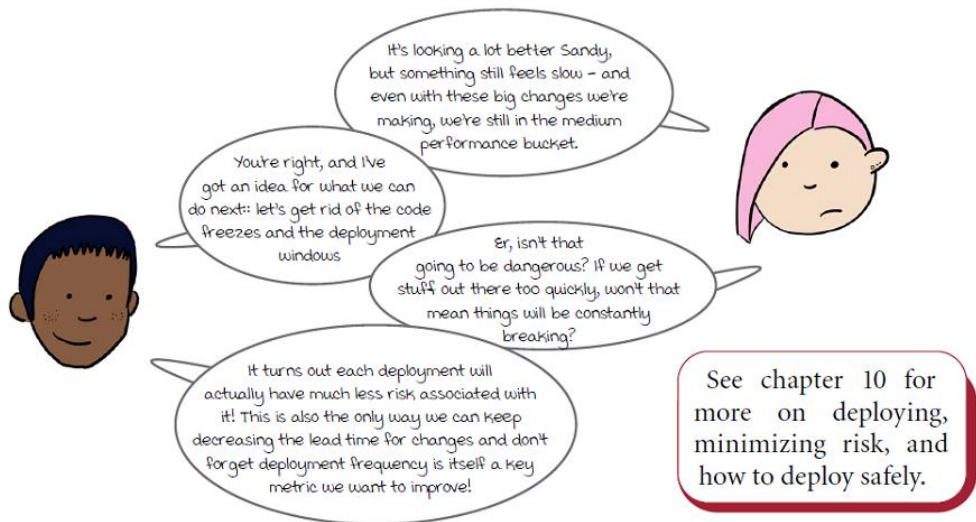 It's looking a lot better Sandy,
but something still feels slow - and
even with these big changes we're
making, we're still in the medium
performance bucket.
You're right, and I've
got an idea for what we can
do next:: let's get rid of the code
freezes and the deployment
windows
Er, isn't that
going to be dangerous? If we get
stuff out there too quickly, won't that
mean things will be constantly
breaking?
It turns out each deployment will
actually have much less risk associated with
it! This is also the only way we can keep
decreasing the lead time for changes and don't
forget deployment frequency is itself a key
metric we want to improve!
See chapter 10 for
more on deploying,
minimizing risk, and
how to deploy safely.